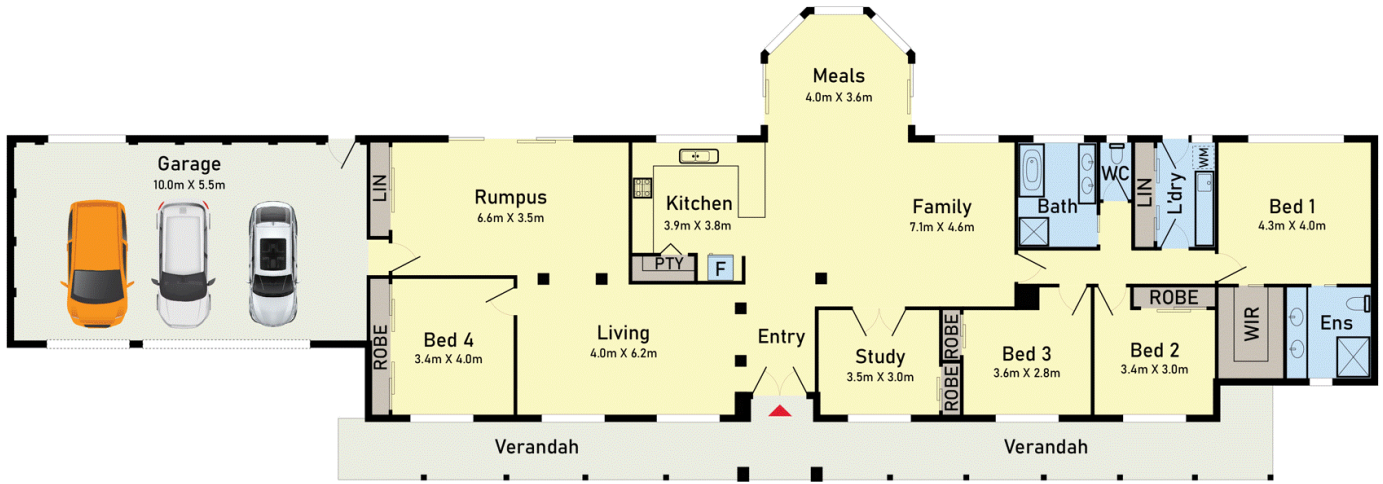 Meals
4.0m X 3.6m
Garage
10.0m X 5.5m
LIN
Rumpus
6.6m X 3.5m
Kitchen
3.9m X 3.8m
PTY
F
Family
7.1m X 4.6m
Bath
WC
LIN
L'dry
WM
Bed 1
4.3m X 4.0m
ROBE
Bed 4
3.4m X 4.0m
Living
4.0m X 6.2m
Entry
Study
3.5m X 3.0m
ROBE
ROBE
Bed 3
3.6m X 2.8m
ROBE
Bed 2
3.4m X 3.0m
WIR
Ens
Verandah
Verandah